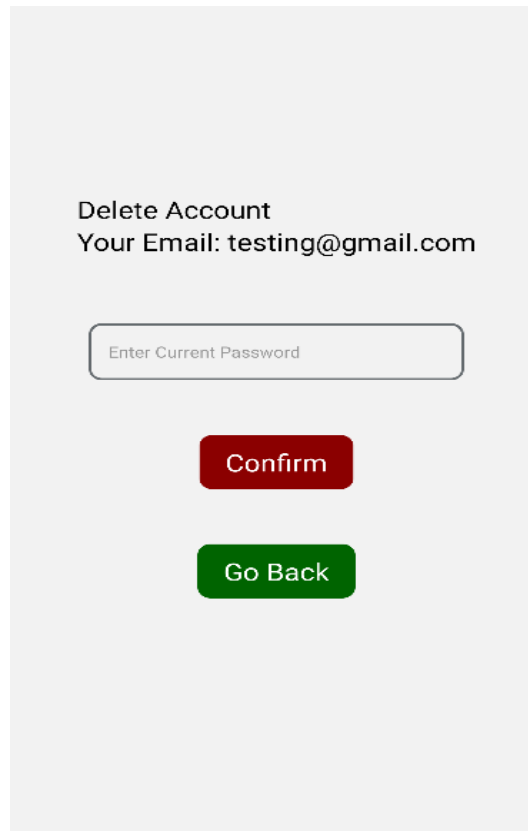 Delete Account
Your Email: testing@gmail.com
Enter Current Password
Confirm
Go Back